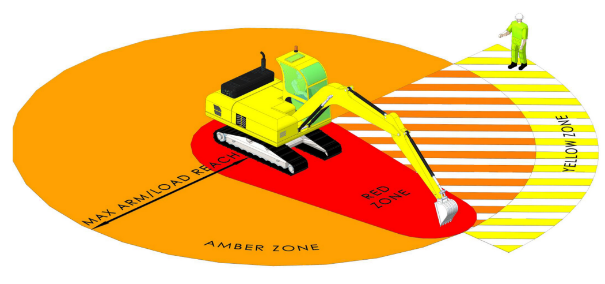 YELLOW ZONE
MAX ARM/LOAD REACH
RED
ZONE
AMBER ZONE